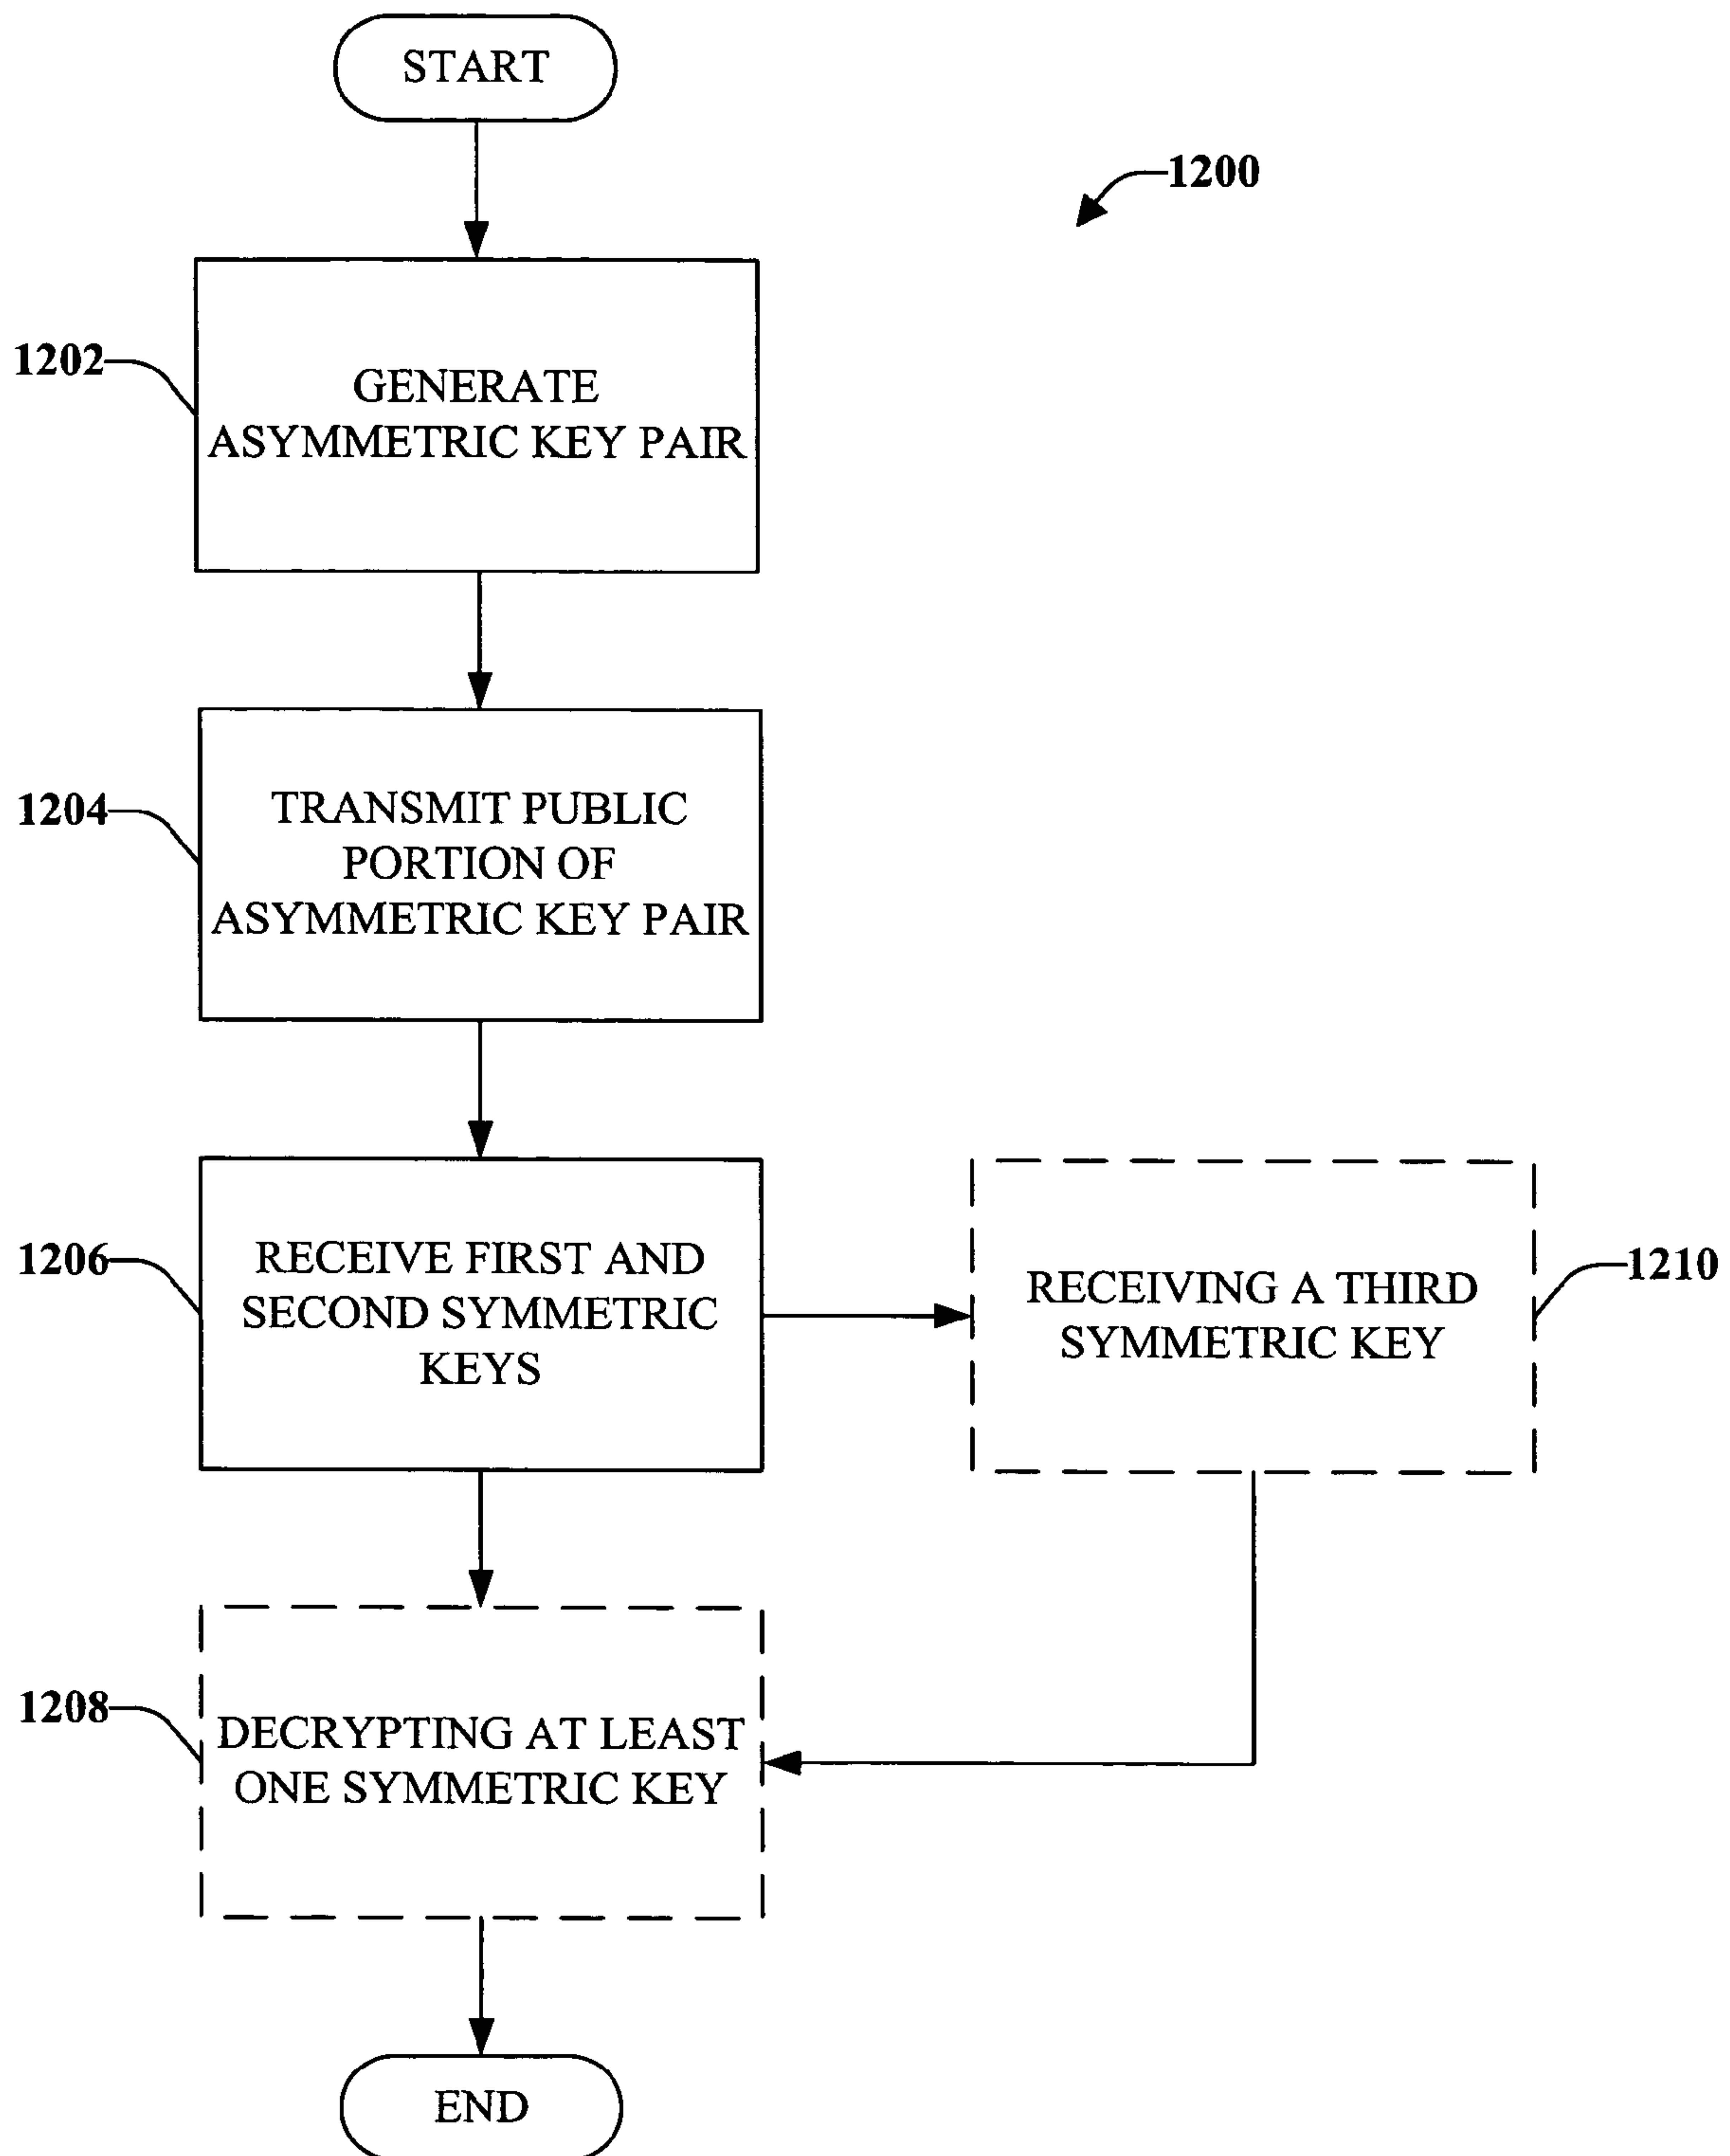 START
1200
1202
GENERATE
ASYMMETRIC KEY PAIR
1204
TRANSMIT PUBLIC
PORTION OF
ASYMMETRIC KEY PAIR
1206
RECEIVE FIRST AND
SECOND SYMMETRIC
KEYS
RECEIVING A THIRD
SYMMETRIC KEY
1210
1208
DECRYPTING AT LEAST
ONE SYMMETRIC KEY
END